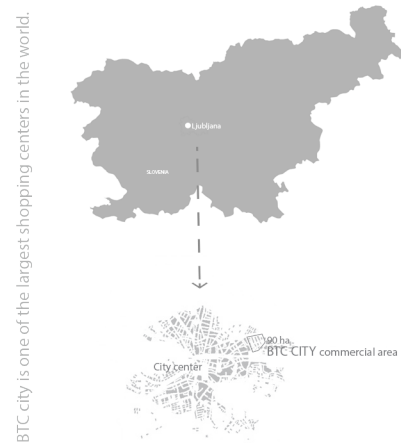 BTC city is one of the largest shopping centers in the world.
Ljubljana
SLOVENIA
90 ha,
BTC CITY commercial area
City center